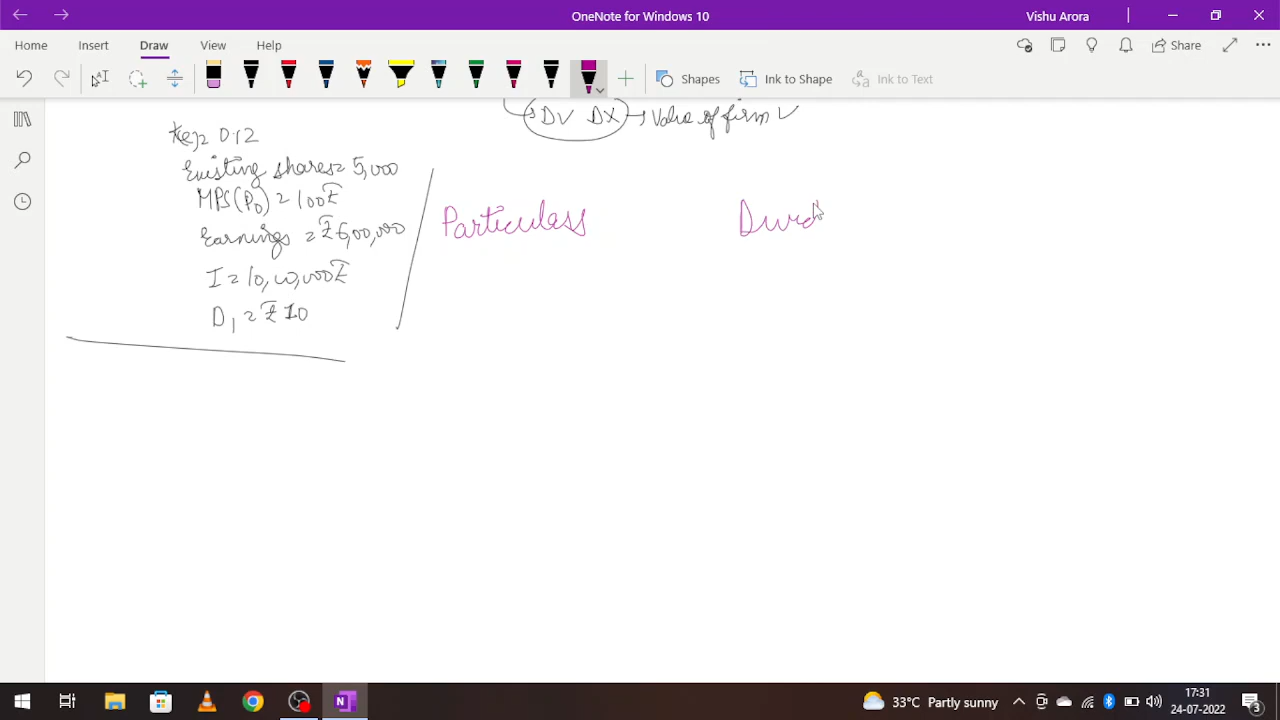 OneNote for Windows 10
Vishu Arora
Home Insert Draw View Help
Share
Shapes
Ink to Shape
Ink to Text
DV DX → Value of firm ✓
Ke = 0.12
Existing shares = 5,000
MPS(P0) = 100₹
Earnings = ₹6,00,000
I = 10,00,000₹
D1 = ₹10
Particulars
Divid
33°C Partly sunny
17:31
24-07-2022
3